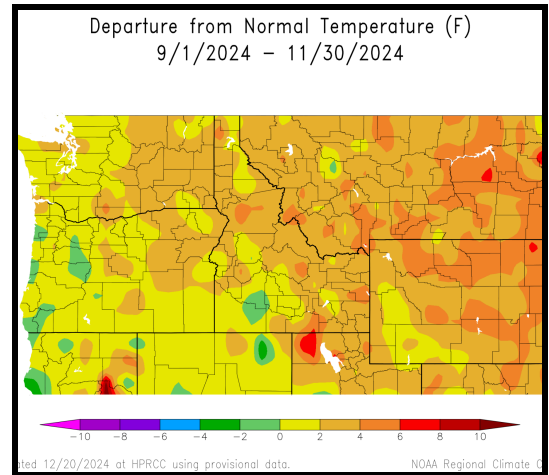 Departure from Normal Temperature (F)
9/1/2024 − 11/30/2024
−10 −8 −6 −4 −2 0 2 4 6 8 10
ated 12/20/2024 at HPRCC using provisional data. NOAA Regional Climate C